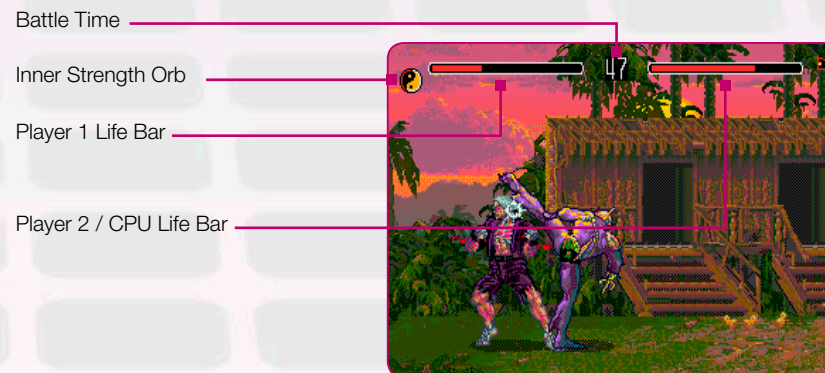 Battle Time
47
Inner Strength Orb
Player 1 Life Bar
Player 2 / CPU Life Bar